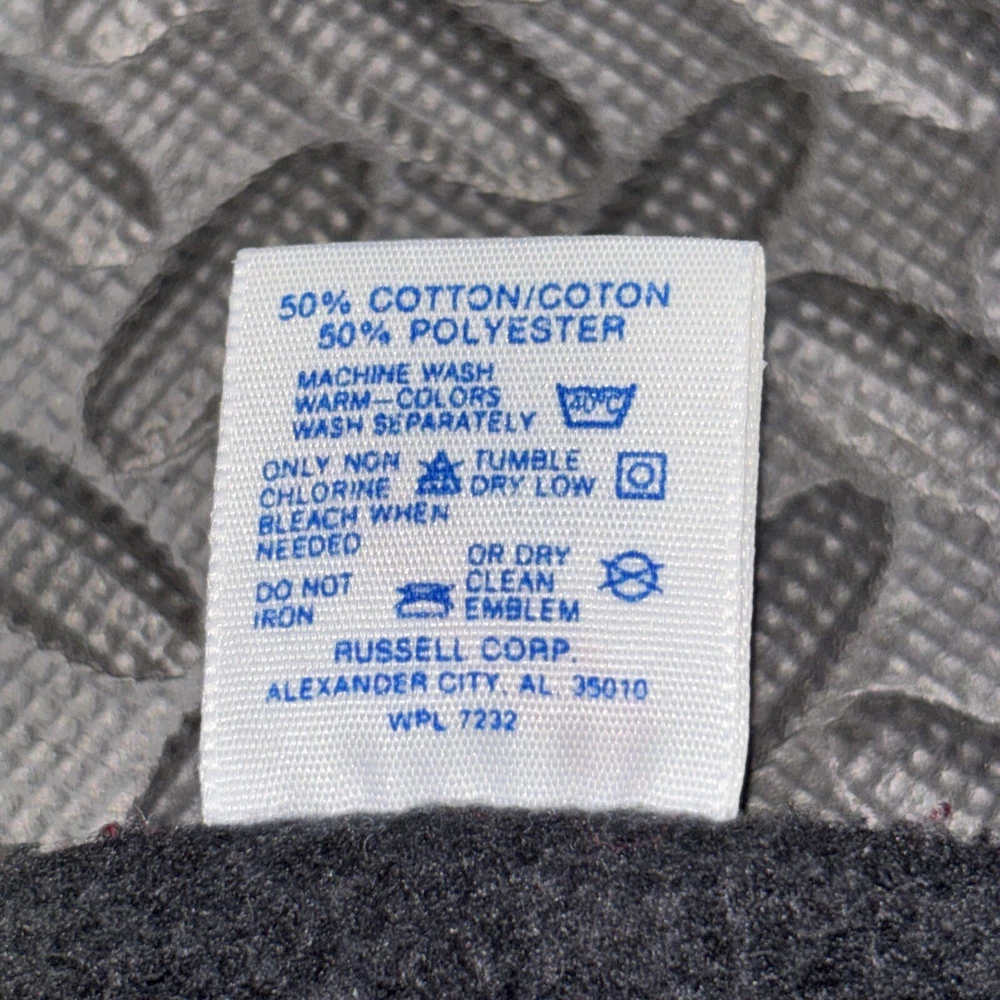 50% COTTON/COTON
50% POLYESTER
MACHINE WASH
WARM—COLORS
WASH SEPARATELY
40°C
ONLY NON
CHLORINE
BLEACH WHEN
NEEDED
TUMBLE
DRY LOW
DO NOT
IRON
OR DRY
CLEAN
EMBLEM
RUSSELL CORP.
ALEXANDER CITY, AL 35010
WPL 7232